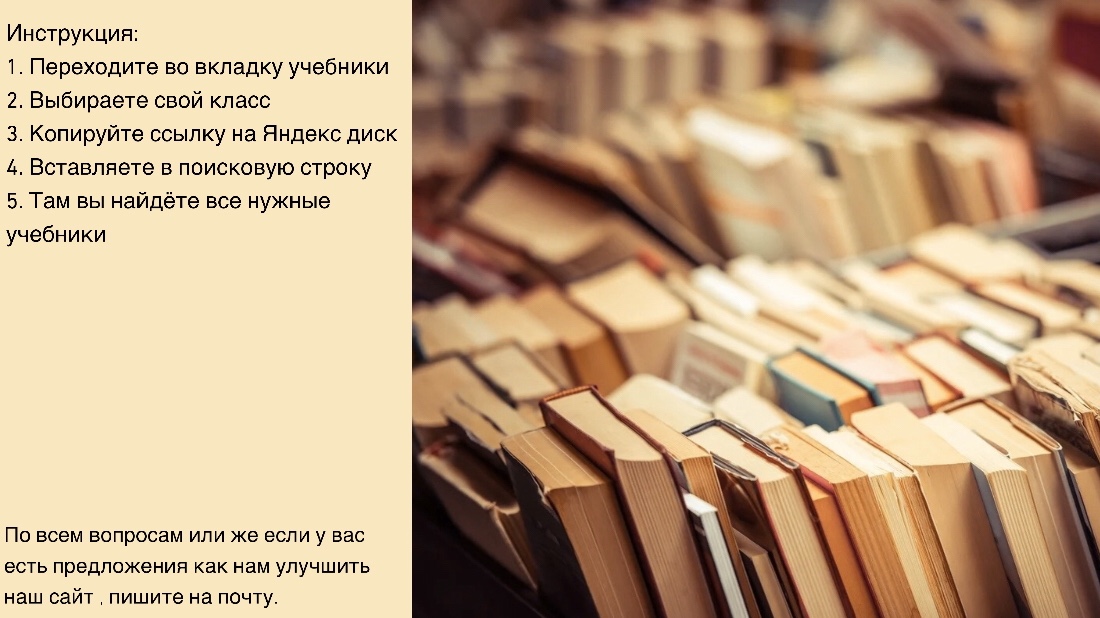 Инструкция:
1. Переходите во вкладку учебники
2. Выбираете свой класс
3. Копируйте ссылку на Яндекс диск
4. Вставляете в поисковую строку
5. Там вы найдёте все нужные
учебники
По всем вопросам или же если у вас
есть предложения как нам улучшить
наш сайт , пишите на почту.